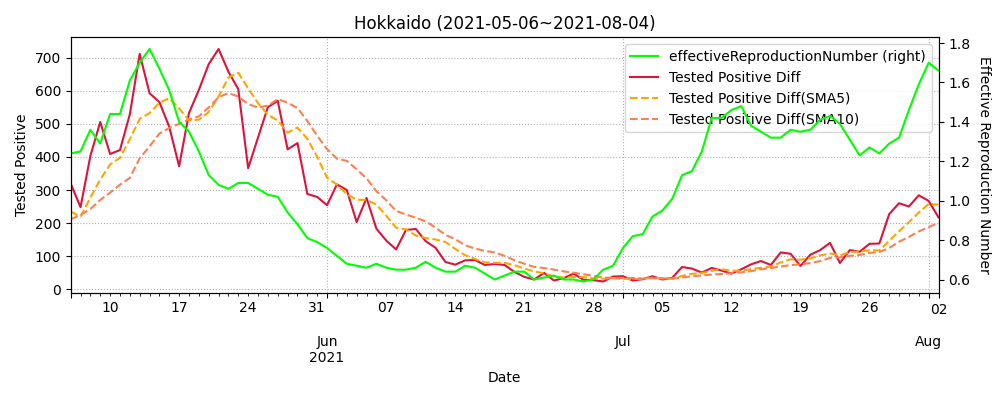 Hokkaido (2021-05-06~2021-08-04)
effectiveReproductionNumber (right)
Tested Positive Diff
Tested Positive Diff(SMA5)
Tested Positive Diff(SMA10)
Tested Positive
700
600
500
400
300
200
100
0
1.8
1.6
1.4
1.2
1.0
0.8
0.6
Effective Reproduction Number
10 17 24 31 07 14 21 28 05 12 19 26 02
Jun Jul Aug
2021
Date